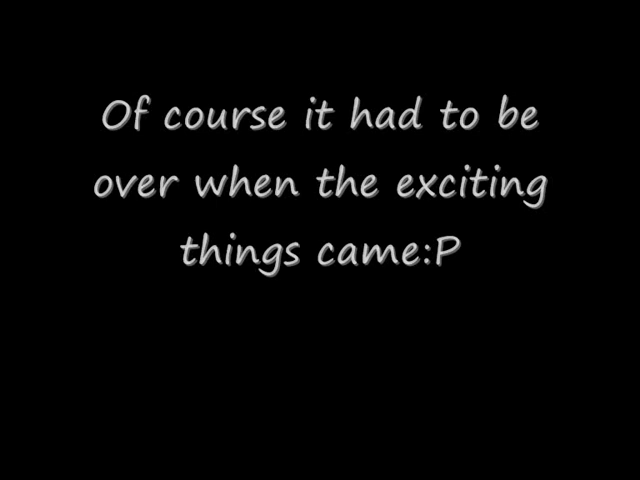 Of course it had to be
over when the exciting
things came:P